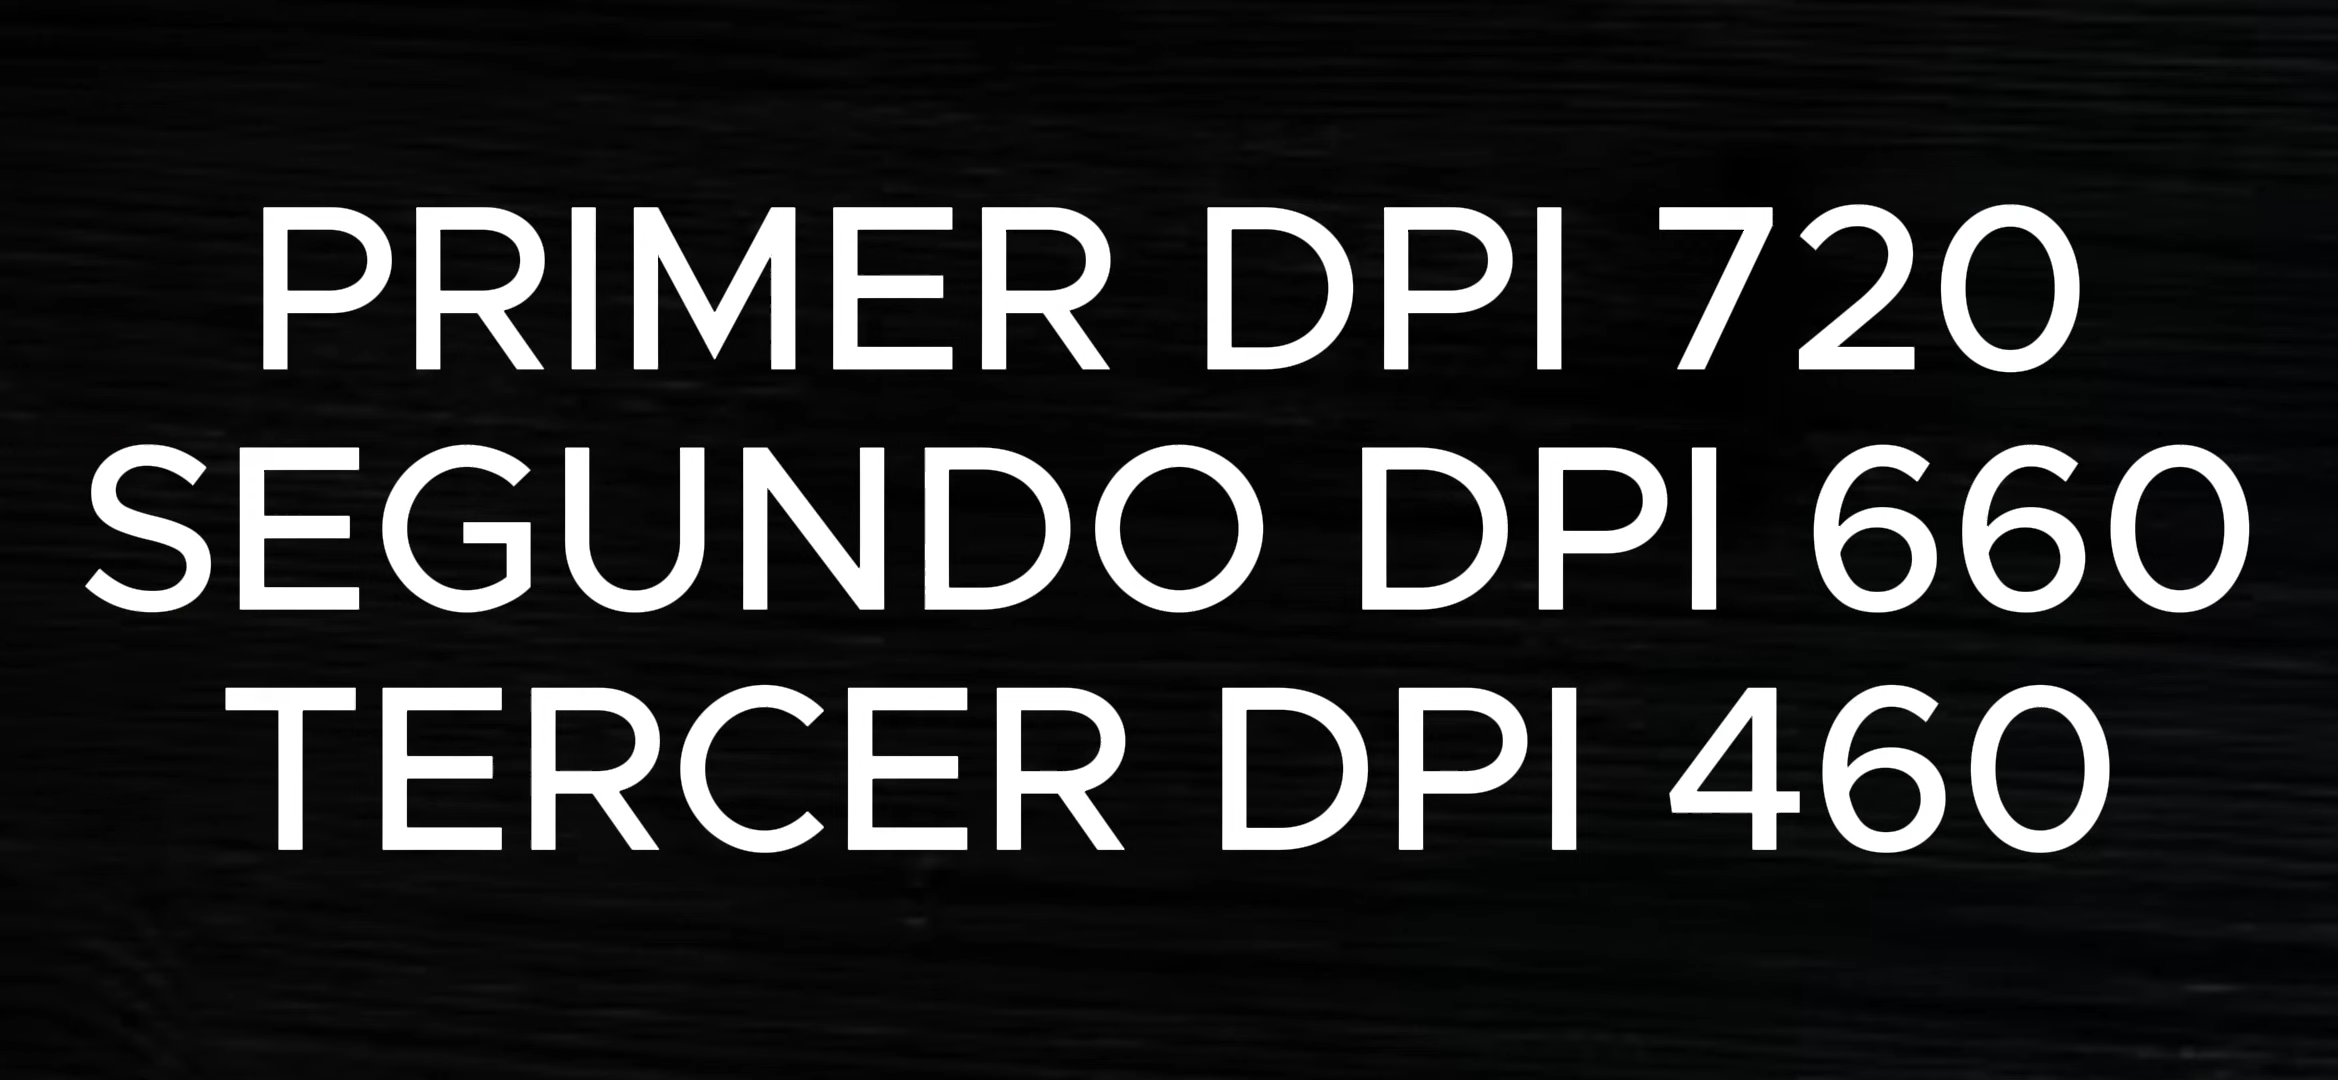 PRIMER DPI 720
SEGUNDO DPI 660
TERCER DPI 460